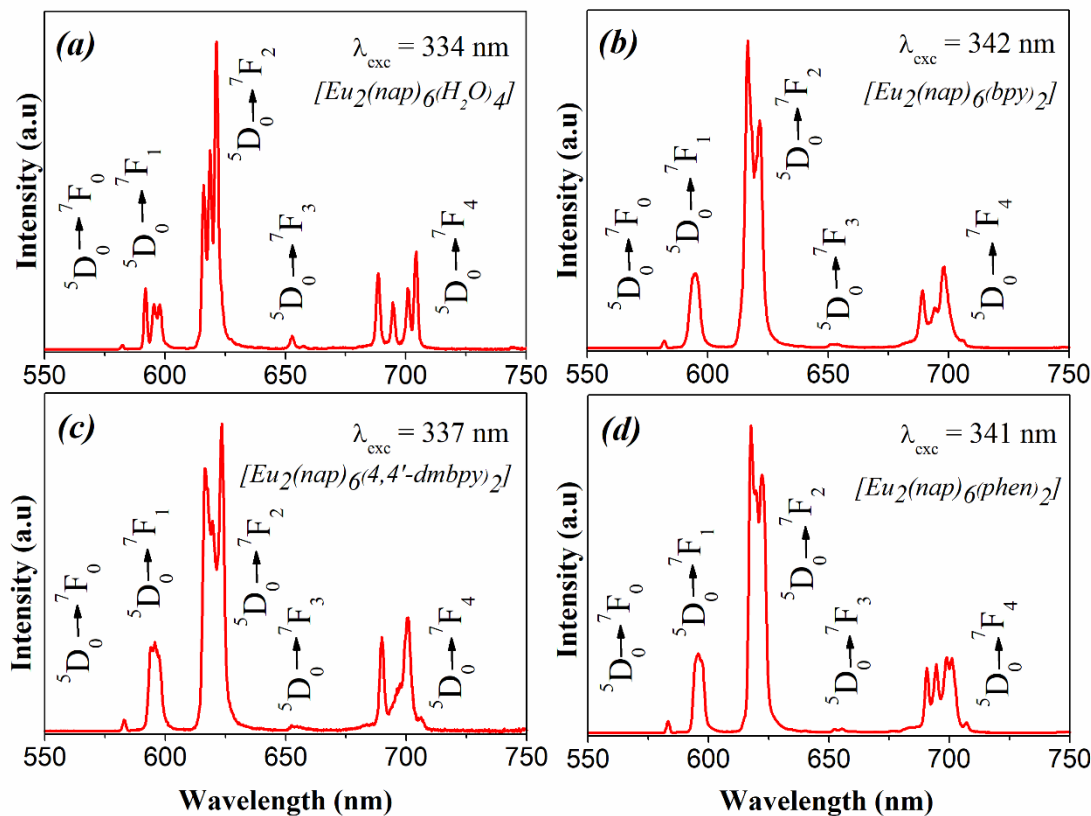 (a)
λexc = 334 nm
[Eu2(nap)6(H2O)4]
5D0→7F0
5D0→7F1
5D0→7F2
5D0→7F3
5D0→7F4
Intensity (a.u)
550 600 650 700 750
(b)
λexc = 342 nm
[Eu2(nap)6(bpy)2]
5D0→7F0
5D0→7F1
5D0→7F2
5D0→7F3
5D0→7F4
Intensity (a.u)
550 600 650 700 750
(c)
λexc = 337 nm
[Eu2(nap)6(4,4'-dmbpy)2]
5D0→7F0
5D0→7F1
5D0→7F2
5D0→7F3
5D0→7F4
Intensity (a.u)
550 600 650 700 750
Wavelength (nm)
(d)
λexc = 341 nm
[Eu2(nap)6(phen)2]
5D0→7F0
5D0→7F1
5D0→7F2
5D0→7F3
5D0→7F4
Intensity (a.u)
550 600 650 700 750
Wavelength (nm)